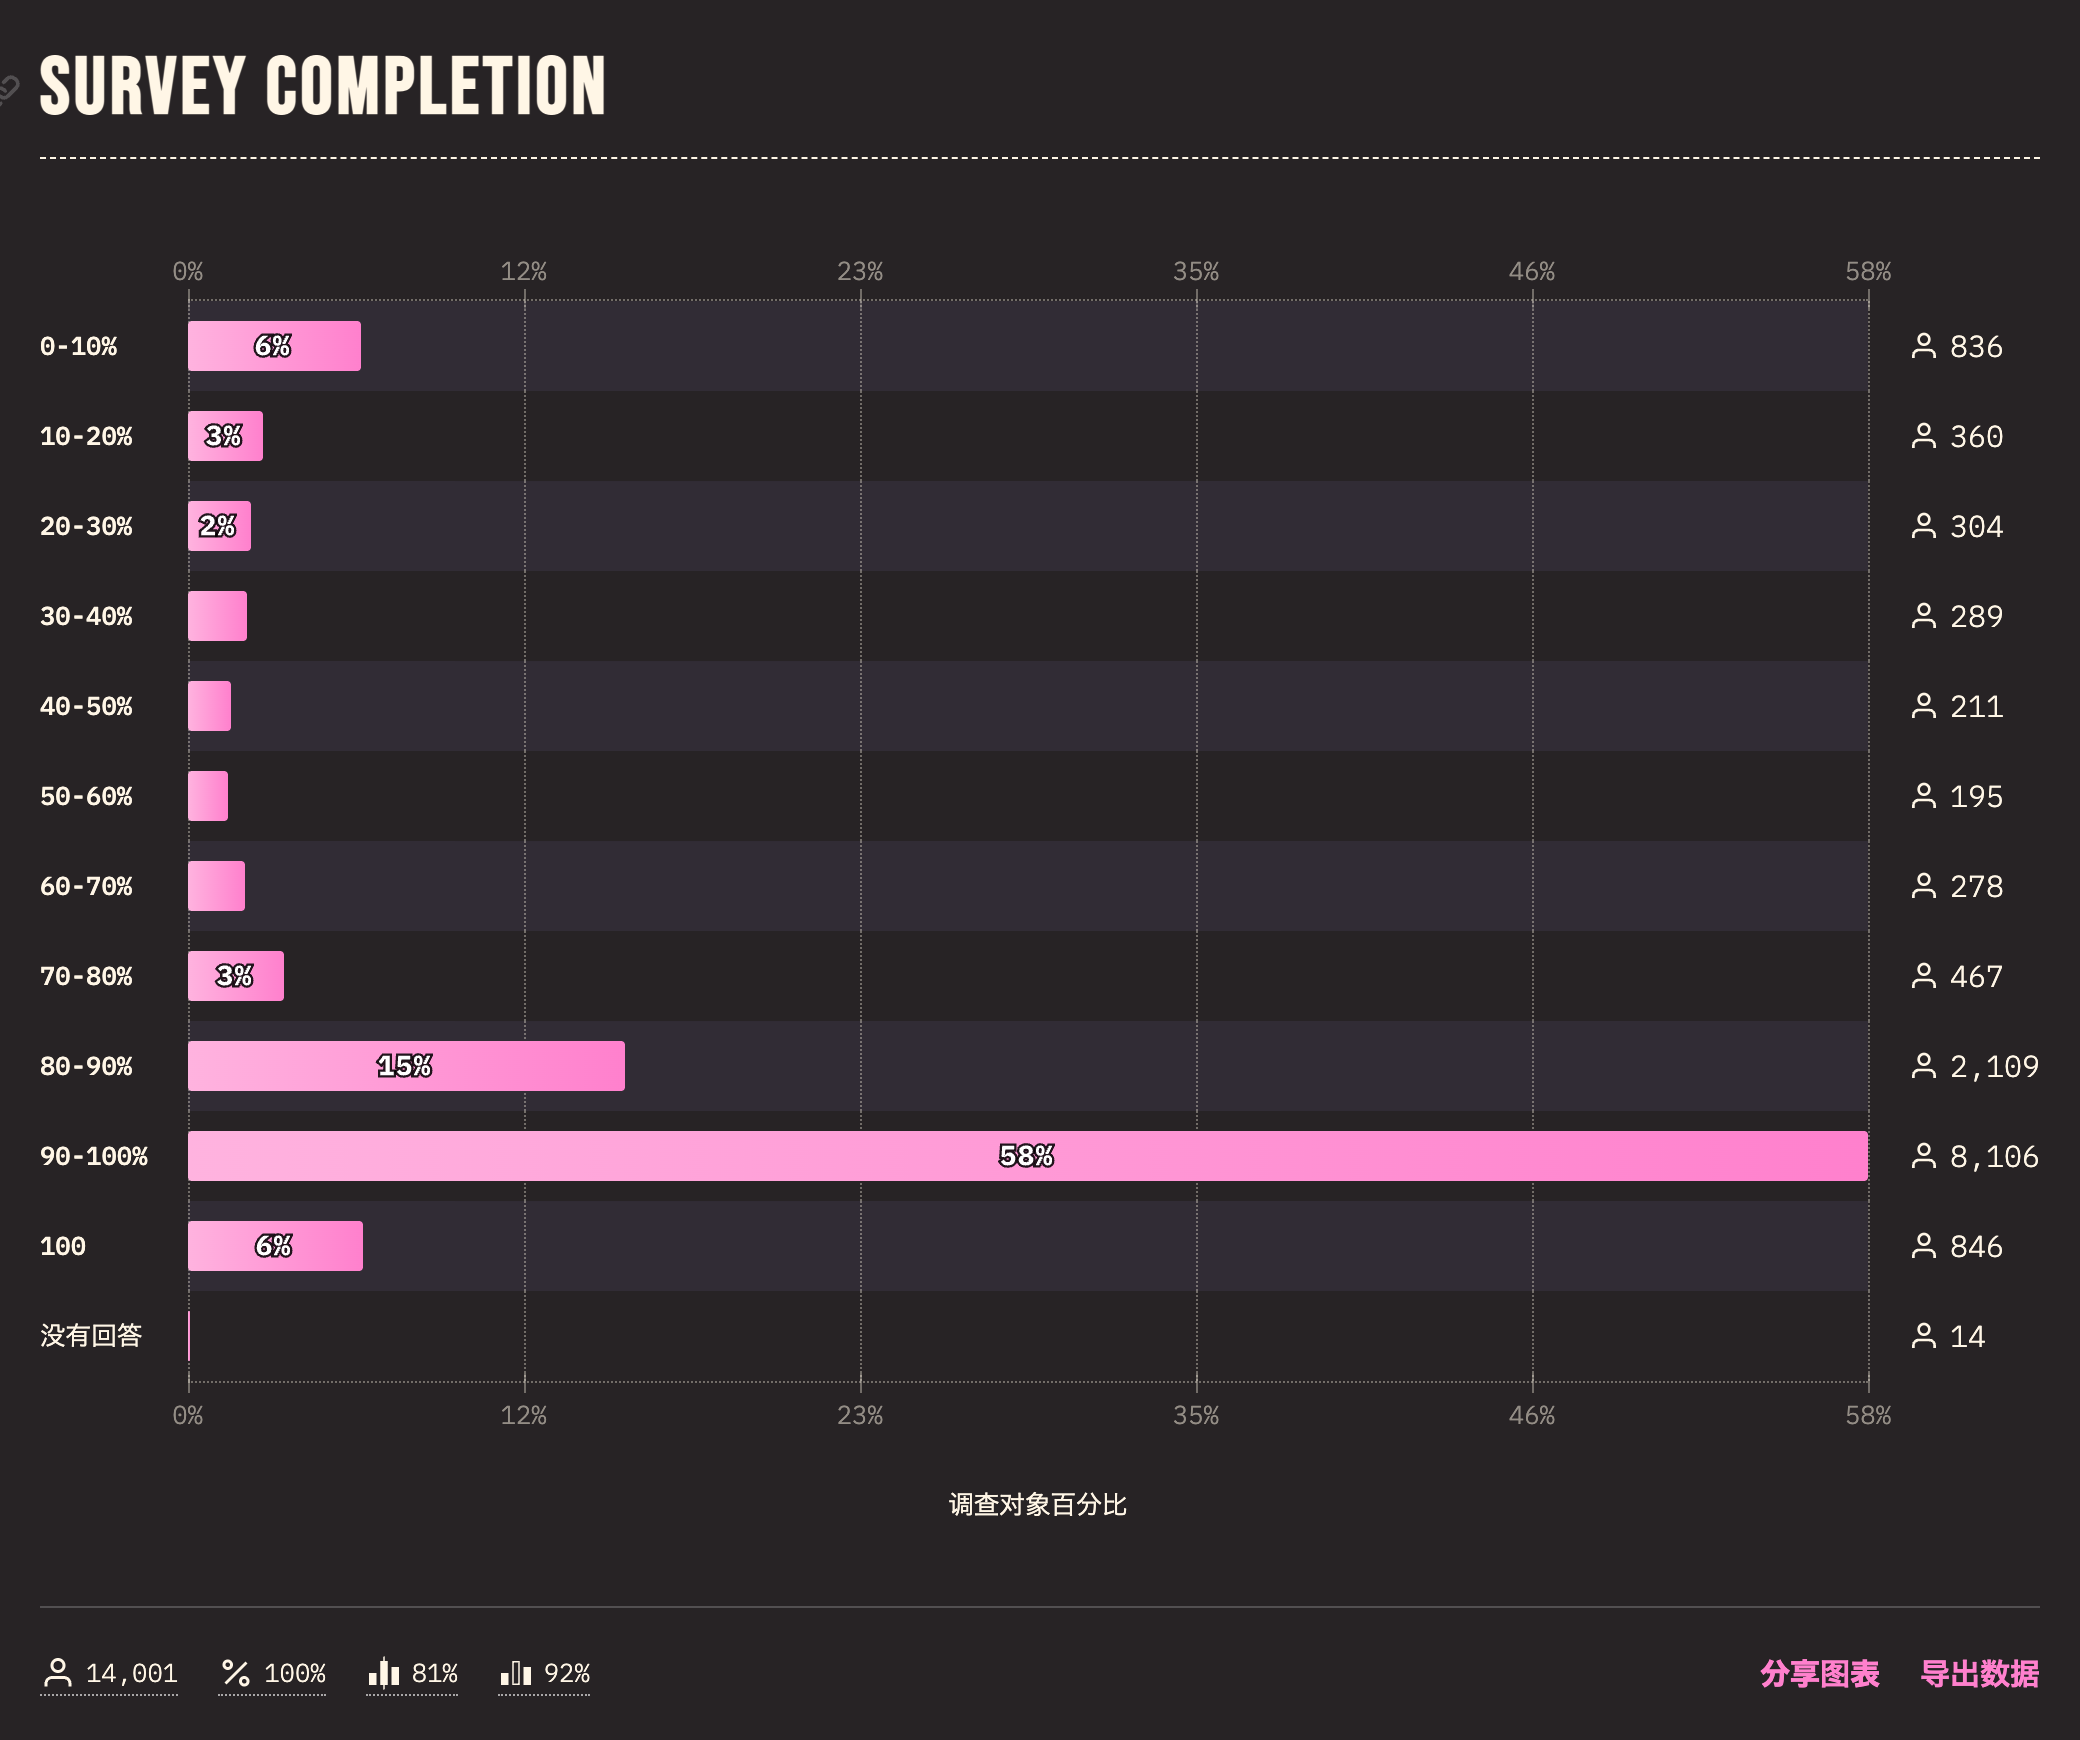 SURVEY COMPLETION
0% 12% 23% 35% 46% 58%
0-10% 6% 836
10-20% 3% 360
20-30% 2% 304
30-40% 289
40-50% 211
50-60% 195
60-70% 278
70-80% 3% 467
80-90% 15% 2,109
90-100% 58% 8,106
100 6% 846
没有回答 14
0% 12% 23% 35% 46% 58%
调查对象百分比
14,001 100% 81% 92% 分享图表 导出数据